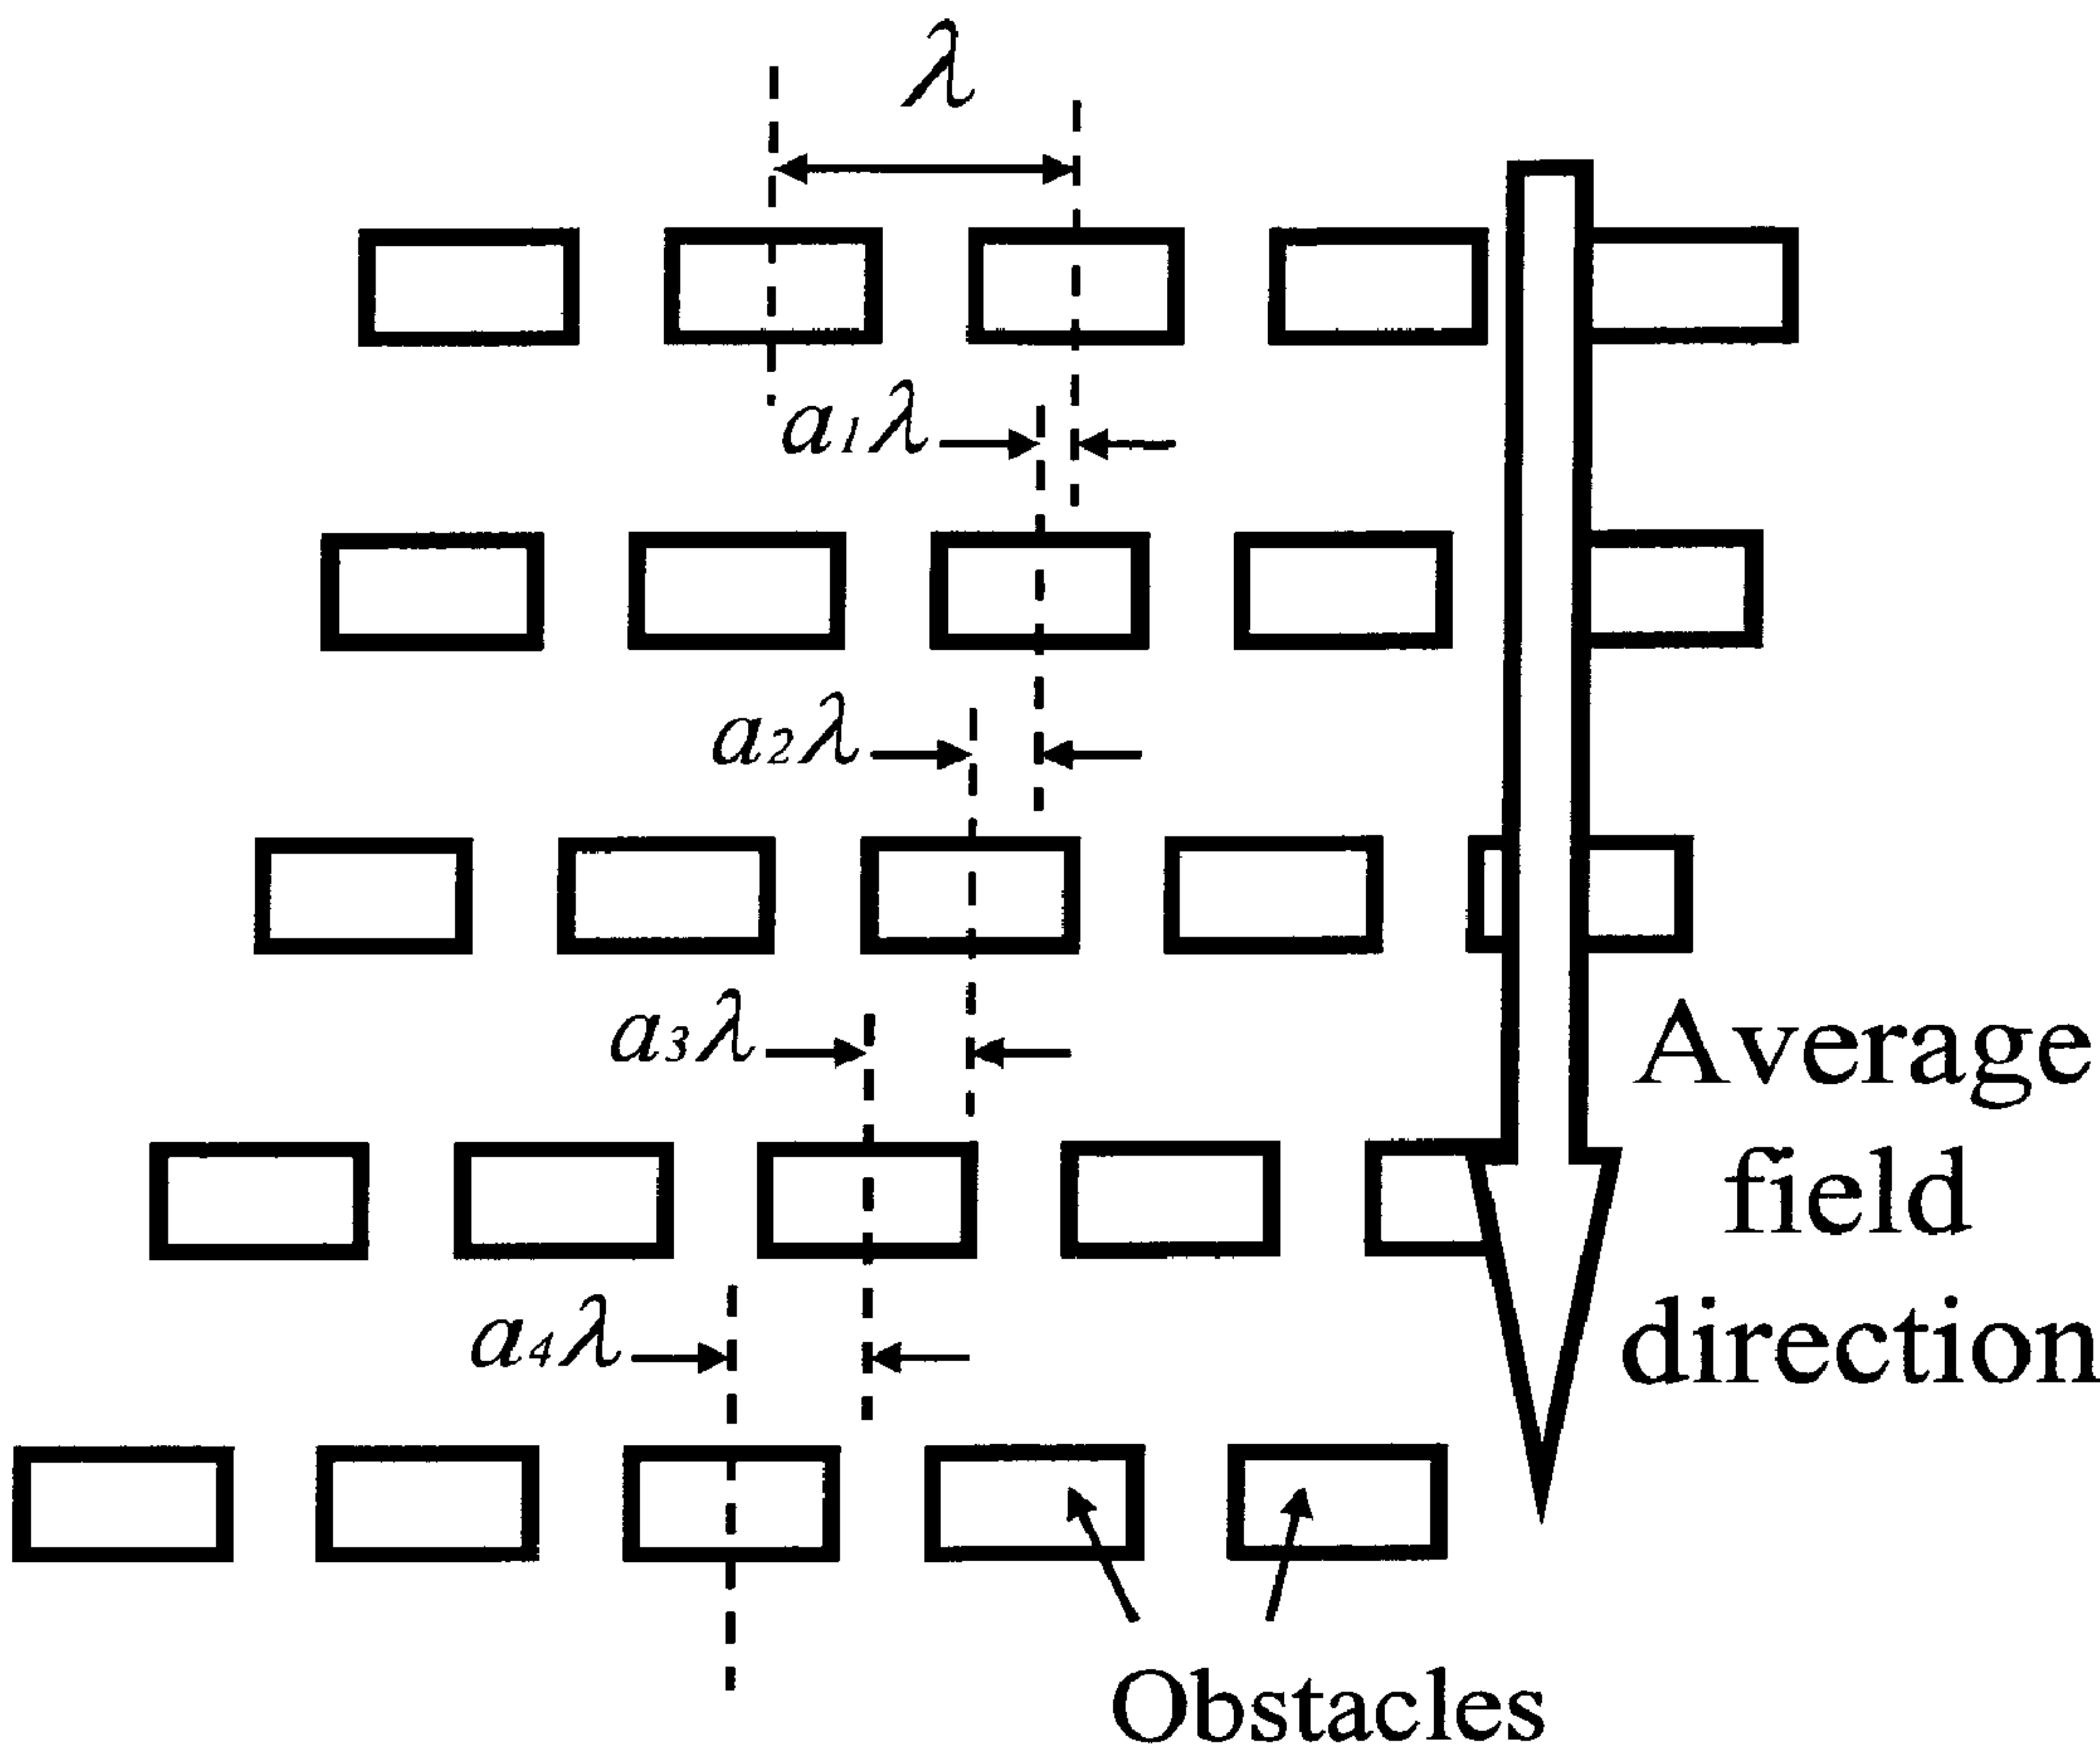 λ
a₁λ
a₂λ
a₃λ
Average
field
direction
a₄λ
Obstacles